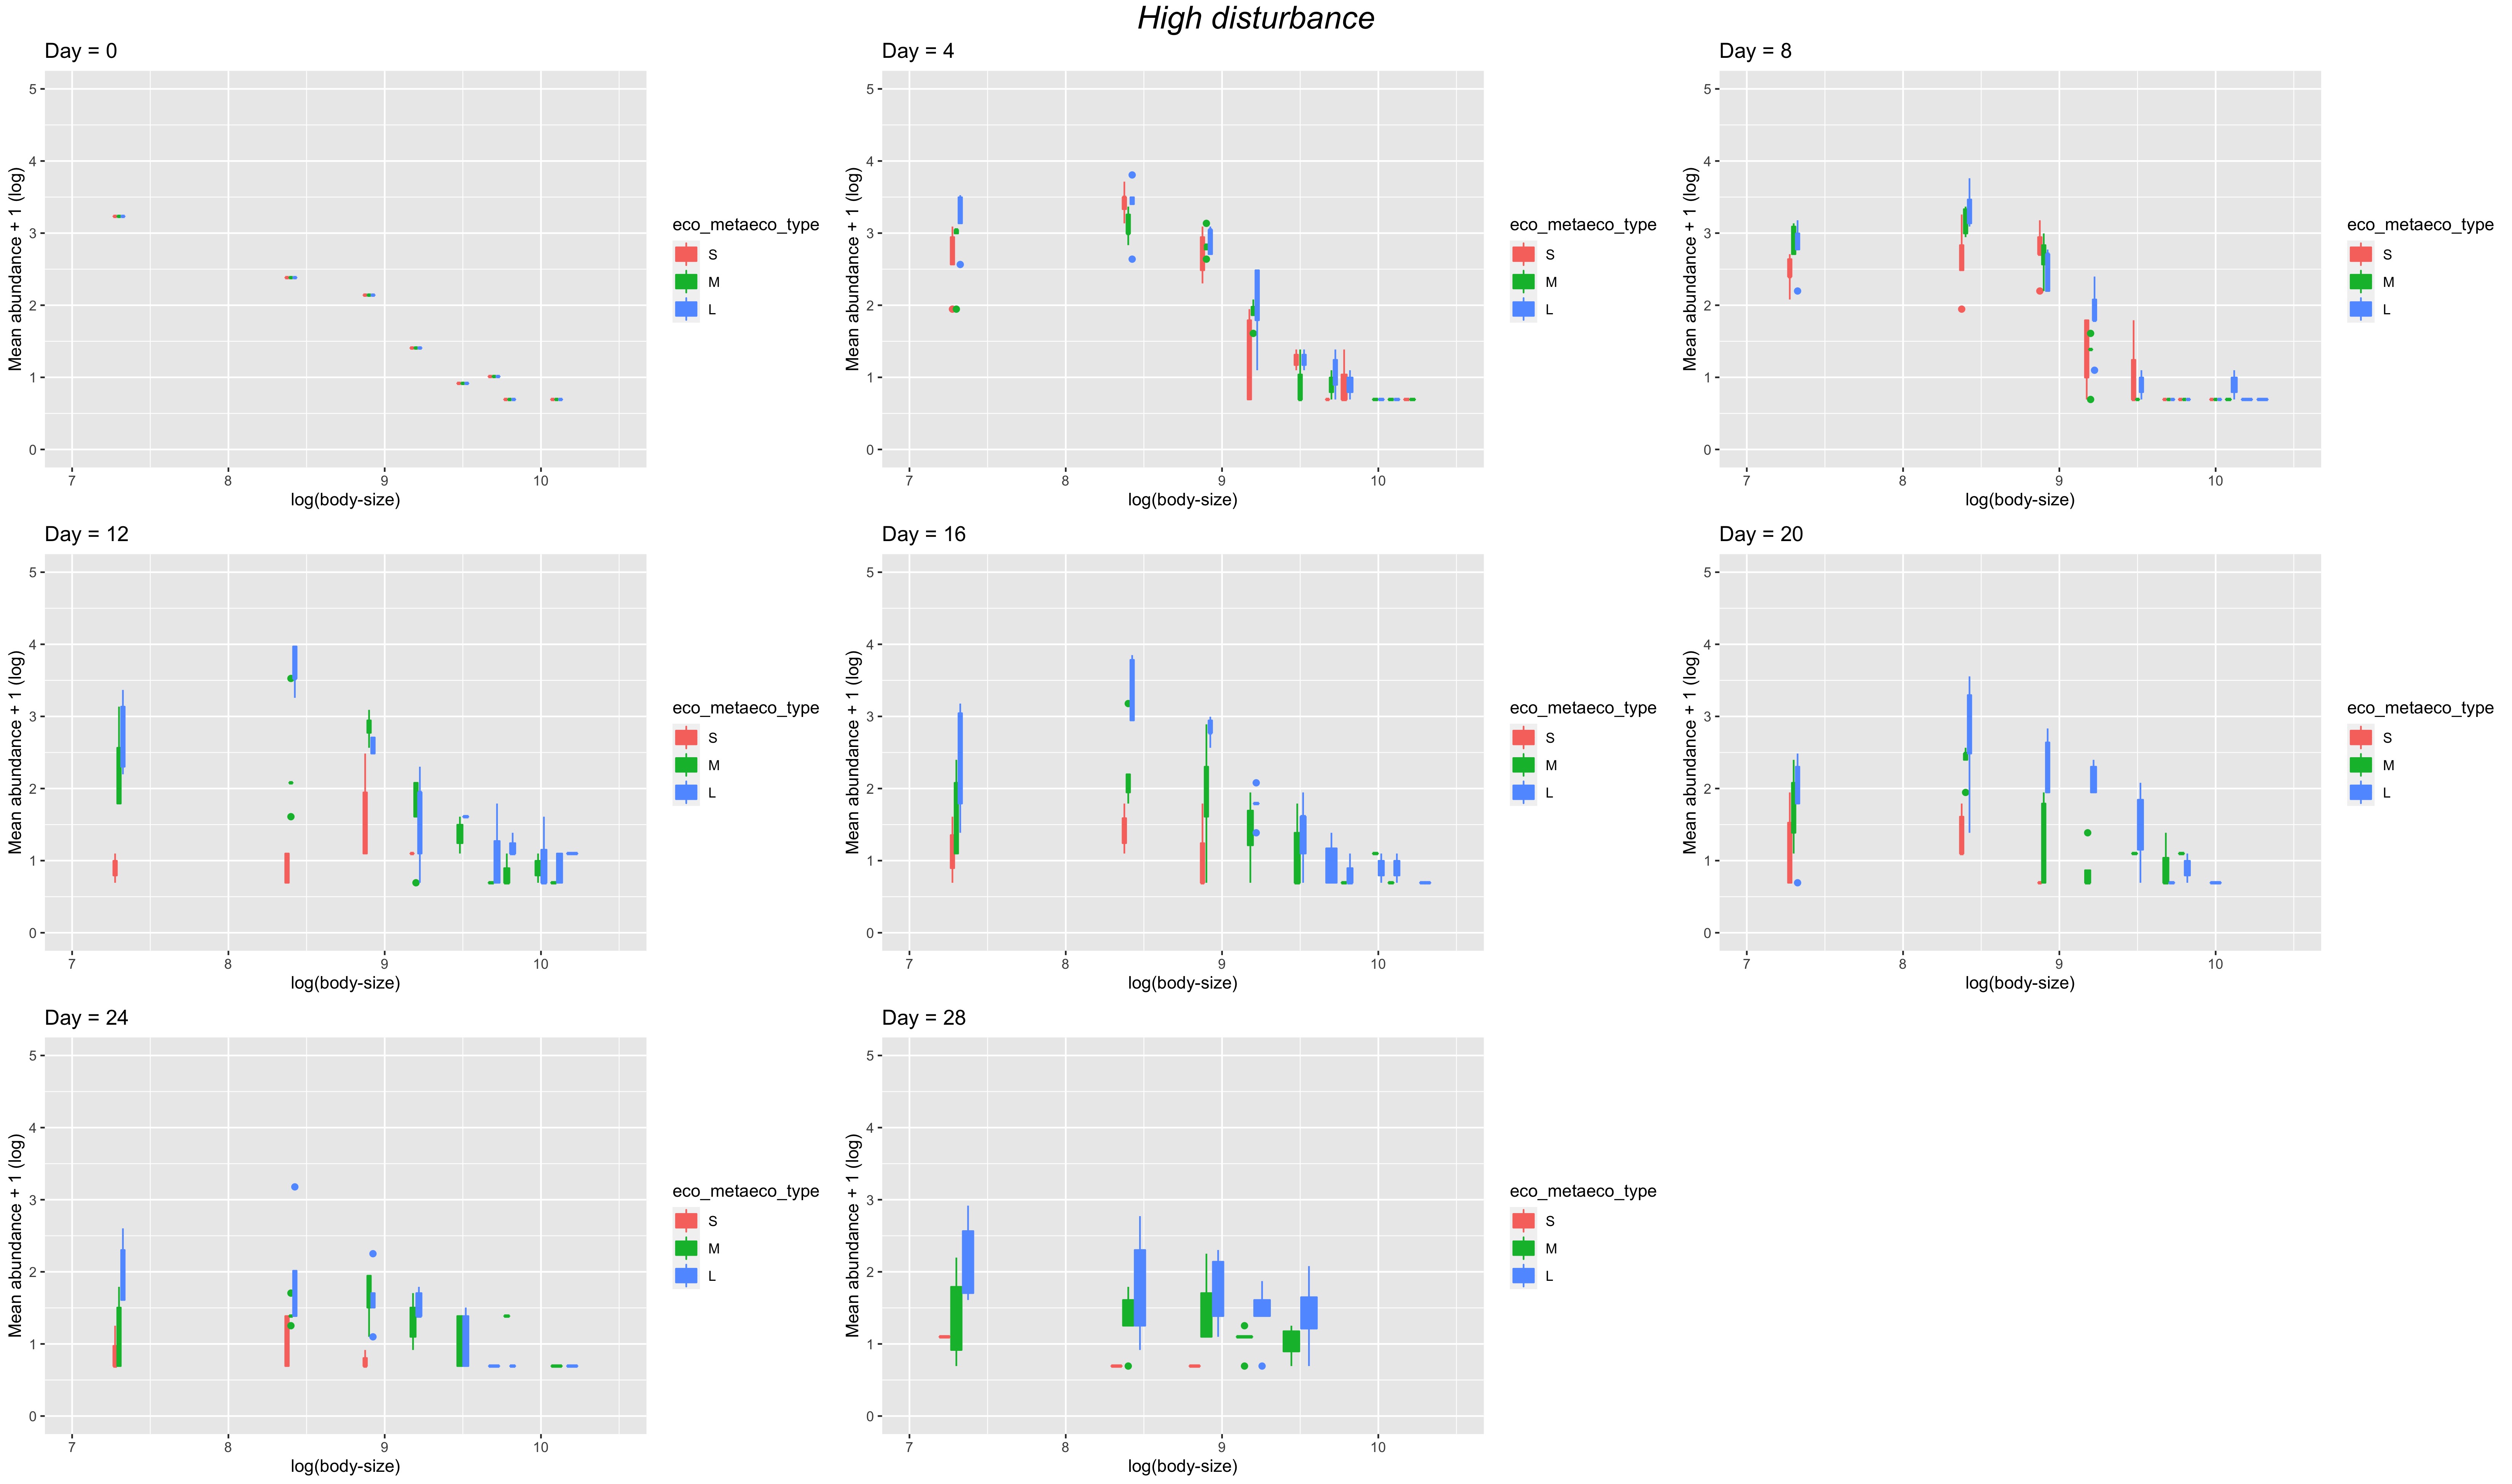 High disturbance
Day = 0
Mean abundance + 1 (log)
5
4
3
2
1
0
7 8 9 10
log(body-size)
eco_metaeco_type
S
M
L
Day = 4
Mean abundance + 1 (log)
5
4
3
2
1
0
7 8 9 10
log(body-size)
eco_metaeco_type
S
M
L
Day = 8
Mean abundance + 1 (log)
5
4
3
2
1
0
7 8 9 10
log(body-size)
eco_metaeco_type
S
M
L
Day = 12
Mean abundance + 1 (log)
5
4
3
2
1
0
7 8 9 10
log(body-size)
eco_metaeco_type
S
M
L
Day = 16
Mean abundance + 1 (log)
5
4
3
2
1
0
7 8 9 10
log(body-size)
eco_metaeco_type
S
M
L
Day = 20
Mean abundance + 1 (log)
5
4
3
2
1
0
7 8 9 10
log(body-size)
eco_metaeco_type
S
M
L
Day = 24
Mean abundance + 1 (log)
5
4
3
2
1
0
7 8 9 10
log(body-size)
eco_metaeco_type
S
M
L
Day = 28
Mean abundance + 1 (log)
5
4
3
2
1
0
7 8 9 10
log(body-size)
eco_metaeco_type
S
M
L